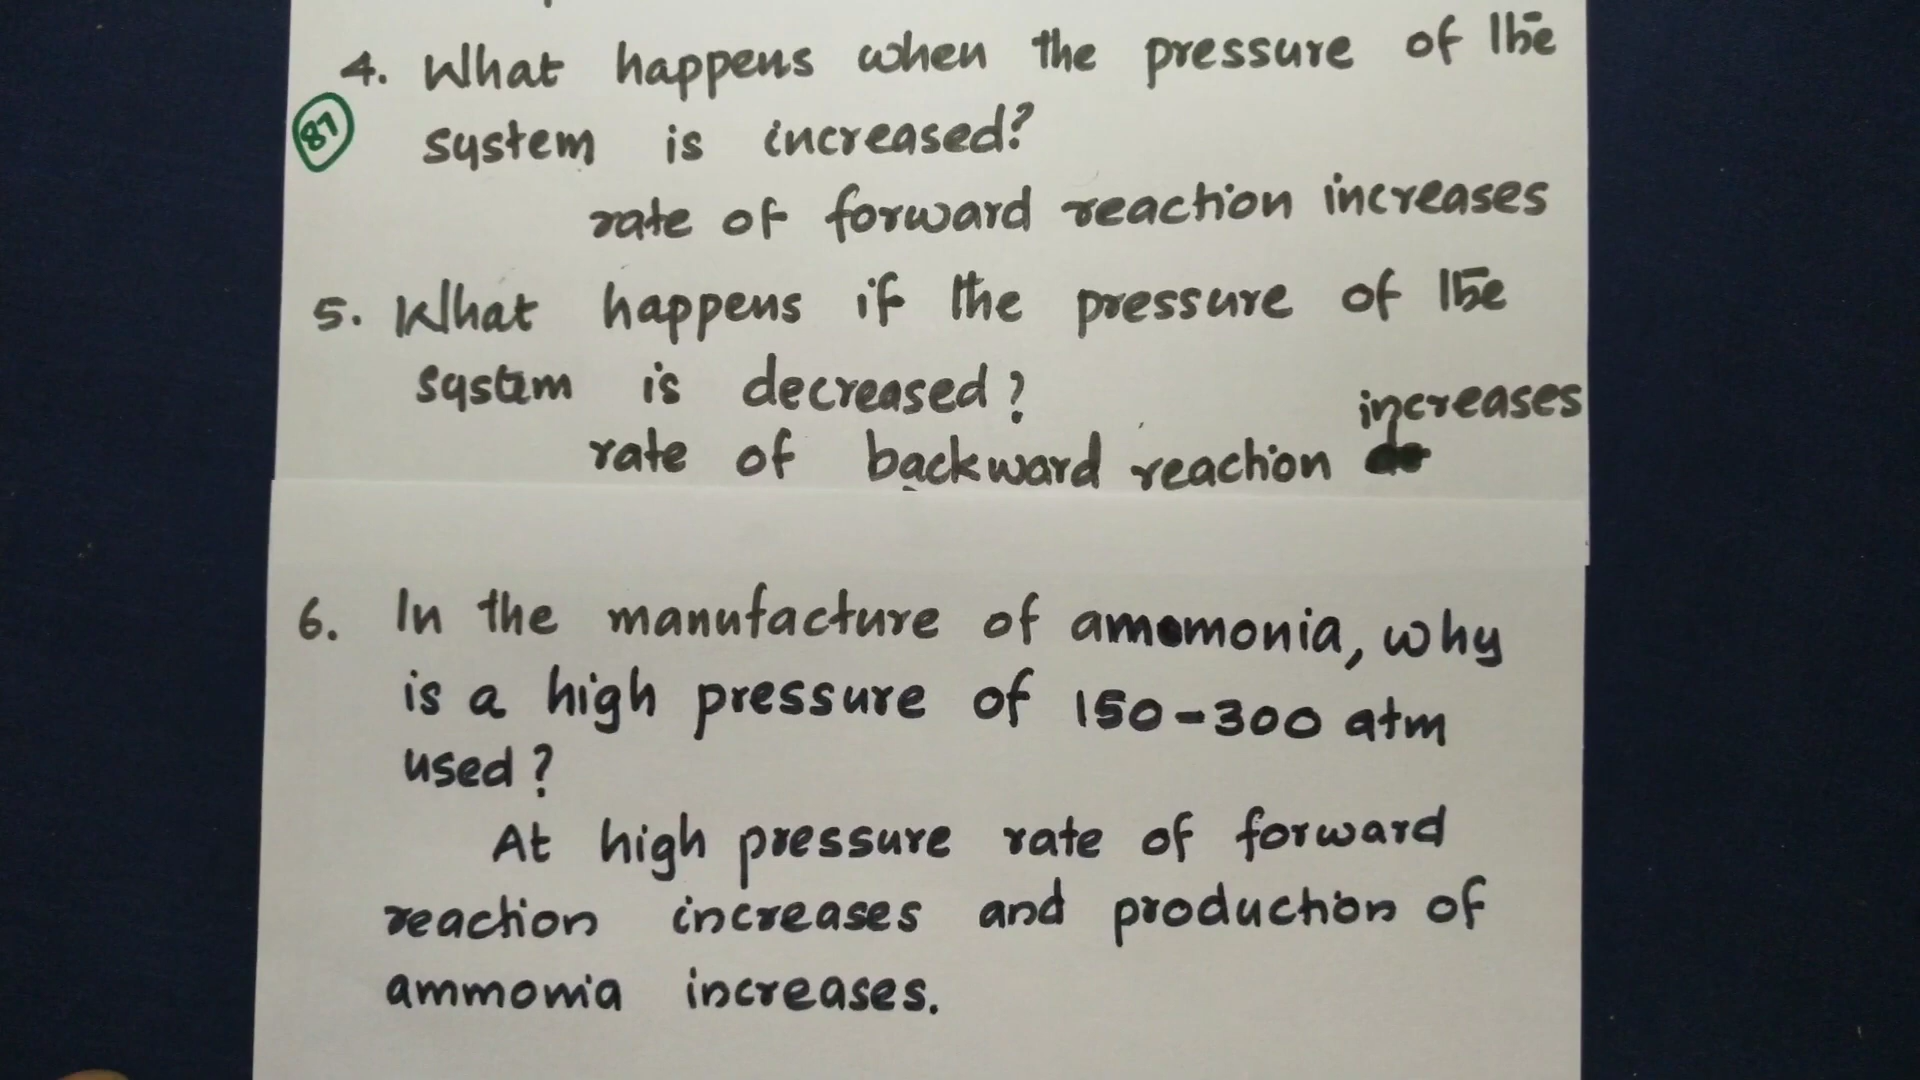 4. What happens when the pressure of the
87
system is increased?
rate of forward reaction increases
5. What happens if the pressure of the
system is decreased?
increases
rate of backward reaction
6. In the manufacture of ammonia, why
is a high pressure of 150-300 atm
used?
At high pressure rate of forward
reaction increases and production of
ammonia increases.